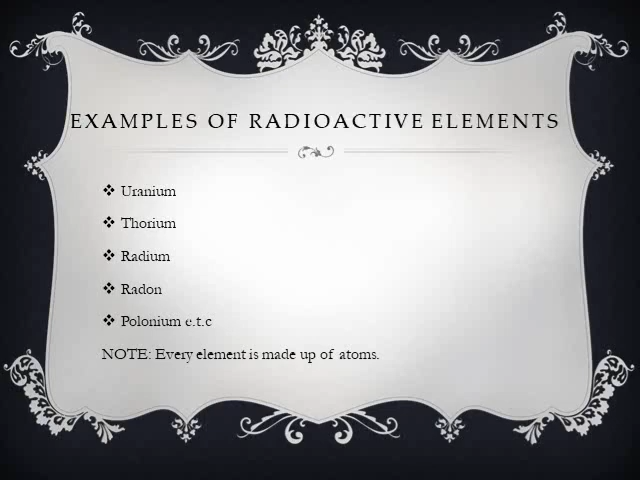 EXAMPLES OF RADIOACTIVE ELEMENTS
❖ Uranium
❖ Thorium
❖ Radium
❖ Radon
❖ Polonium e.t.c
NOTE: Every element is made up of atoms.